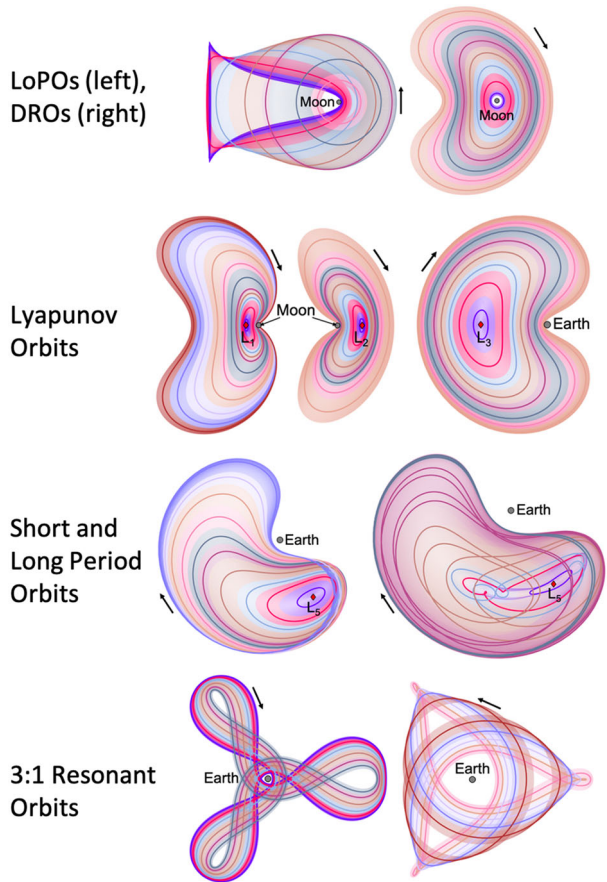 LoPOs (left),
DROs (right)
Moon
Moon
Lyapunov
Orbits
Moon
L1
L2
L3
Earth
Short and
Long Period
Orbits
Earth
L5
Earth
L5
3:1 Resonant
Orbits
Earth
Earth